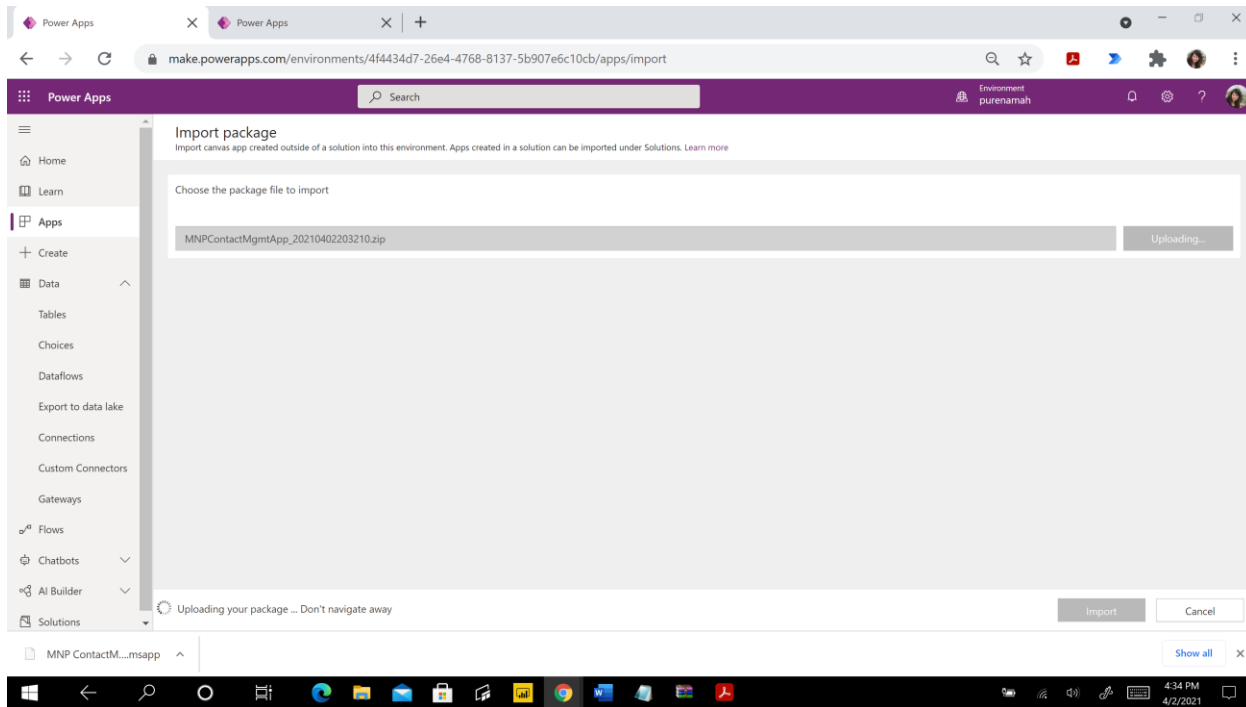 Power Apps
Power Apps
make.powerapps.com/environments/4f4434d7-26e4-4768-8137-5b907e6c10cb/apps/import
Power Apps
Search
Environment
purenamah
?
Import package
Import canvas app created outside of a solution into this environment. Apps created in a solution can be imported under Solutions. Learn more
Home
Learn
Apps
Create
Data
Tables
Choices
Dataflows
Export to data lake
Connections
Custom Connectors
Gateways
Flows
Chatbots
AI Builder
Solutions
Choose the package file to import
MNPContactMgmtApp_20210402203210.zip
Uploading...
Uploading your package ... Don't navigate away
Import
Cancel
MNP ContactM....msapp
Show all
4:34 PM
4/2/2021